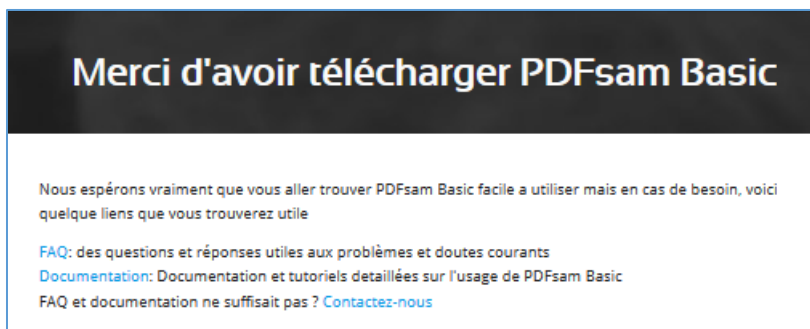 Merci d'avoir télécharger PDFsam Basic
Nous espérons vraiment que vous aller trouver PDFsam Basic facile a utiliser mais en cas de besoin, voici
quelque liens que vous trouverez utile
FAQ: des questions et réponses utiles aux problèmes et doutes courants
Documentation: Documentation et tutoriels detaillées sur l'usage de PDFsam Basic
FAQ et documentation ne suffisait pas ? Contactez-nous